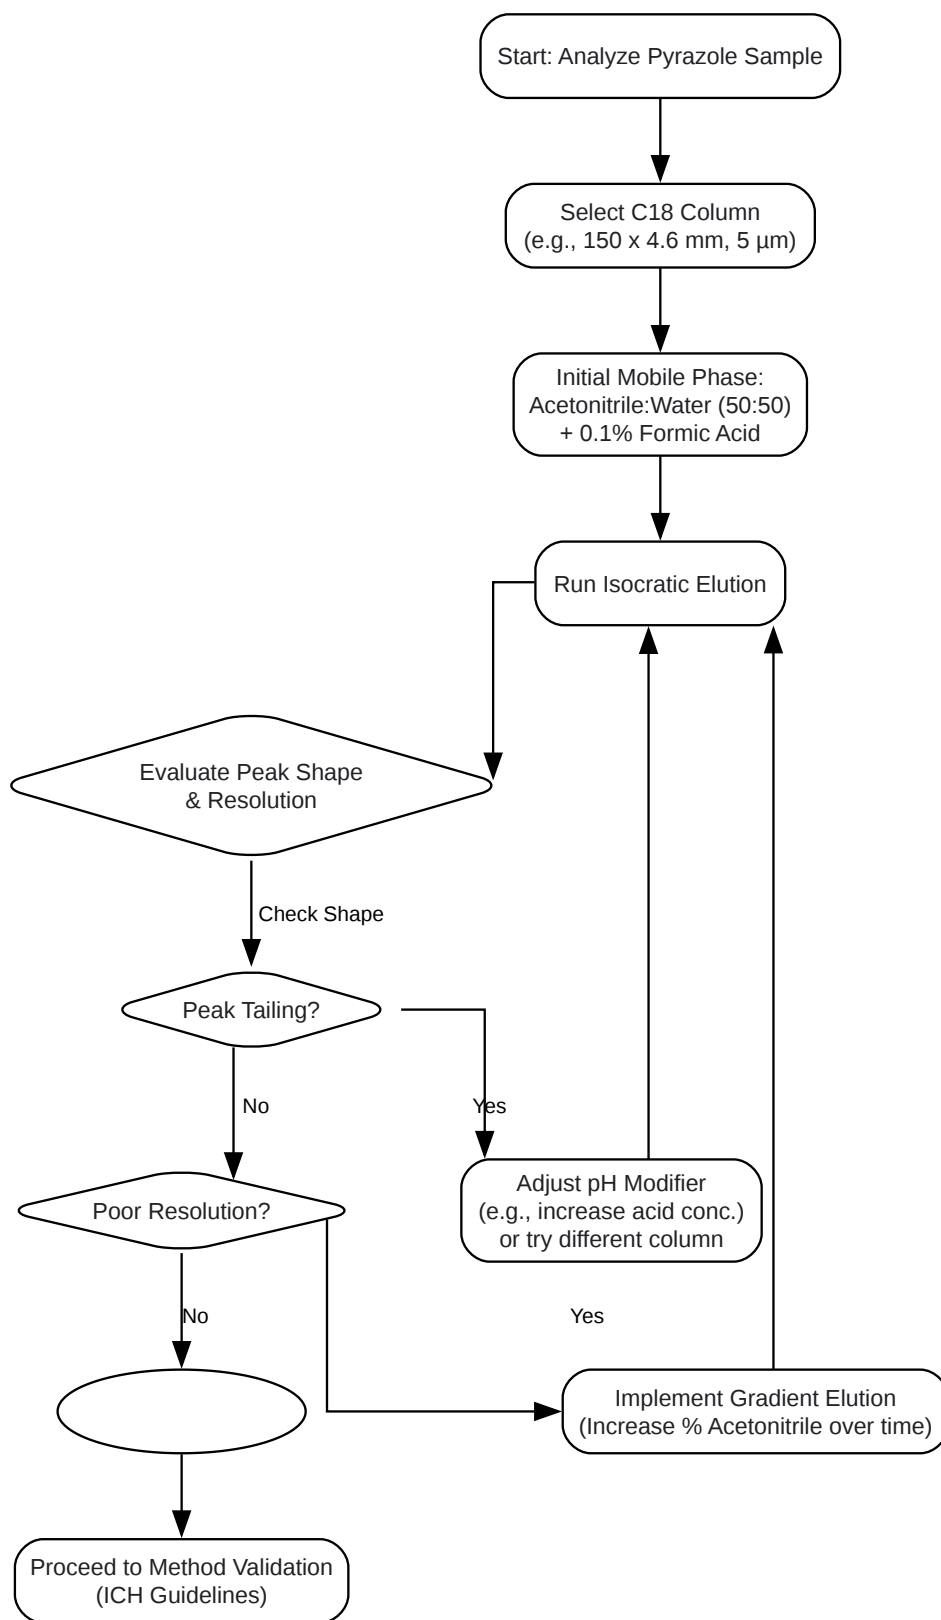 Start: Analyze Pyrazole Sample
Select C18 Column
(e.g., 150 x 4.6 mm, 5 µm)
Initial Mobile Phase:
Acetonitrile:Water (50:50)
+ 0.1% Formic Acid
Run Isocratic Elution
Evaluate Peak Shape
& Resolution
Check Shape
Peak Tailing?
No
Yes
Adjust pH Modifier
(e.g., increase acid conc.)
or try different column
Poor Resolution?
No
Yes
Implement Gradient Elution
(Increase % Acetonitrile over time)
Proceed to Method Validation
(ICH Guidelines)